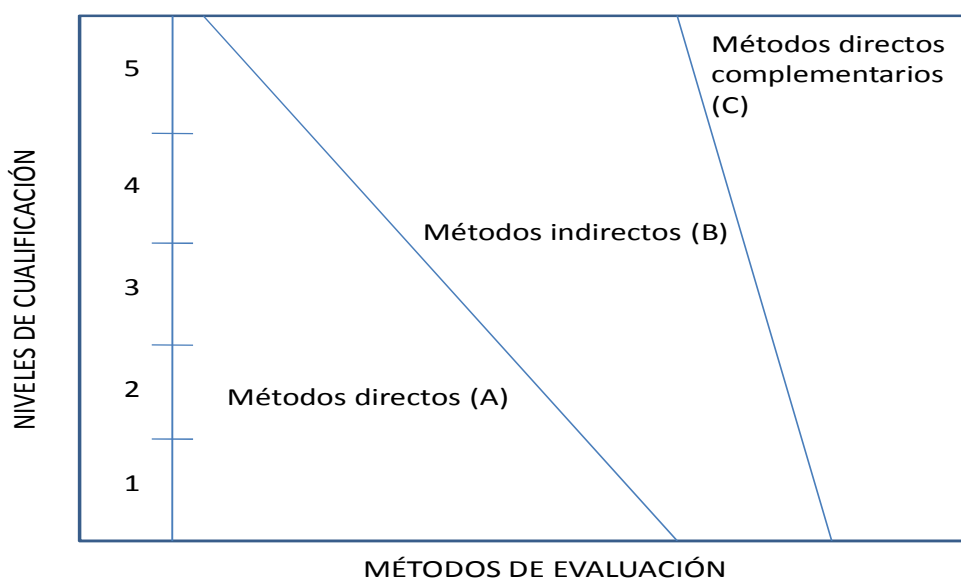 NIVELES DE CUALIFICACIÓN
5
4
3
2
1
Métodos directos
complementarios
(C)
Métodos indirectos (B)
Métodos directos (A)
MÉTODOS DE EVALUACIÓN